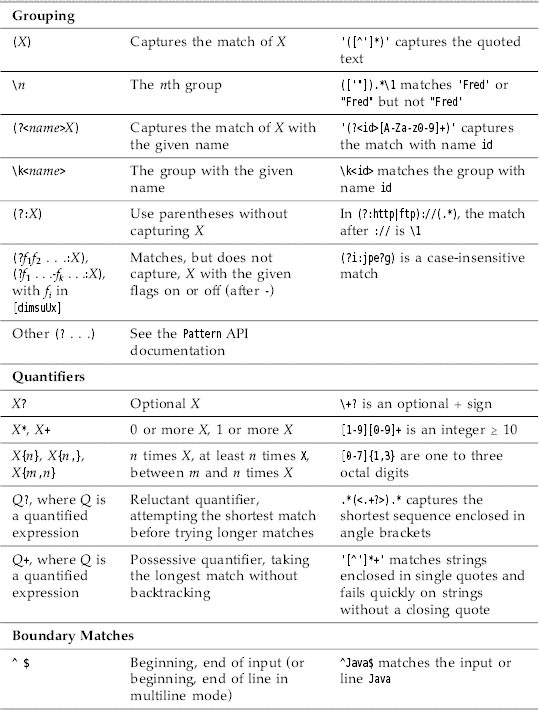 Grouping
(X) Captures the match of X '([^']*)' captures the quoted
text
\n The nth group (['"]).*\1 matches 'Fred' or
"Fred" but not "Fred'
(?<name>X) Captures the match of X with '(?<id>[A-Za-z0-9]+)' captures
the given name the match with name id
\k<name> The group with the given \k<id> matches the group with
name name id
(?:X) Use parentheses without In (?:http|ftp)://(.*), the match
capturing X after :// is \1
(?f1f2 . . .:X), Matches, but does not (?i:jpe?g) is a case-insensitive
(?f1 . . .-fk . . .:X), capture, X with the given match
with fi in flags on or off (after -)
[dimsuUx]
Other (? . . .) See the Pattern API
documentation
Quantifiers
X? Optional X \+? is an optional + sign
X*, X+ 0 or more X, 1 or more X [1-9][0-9]+ is an integer ≥ 10
X{n}, X{n,}, n times X, at least n times X, [0-7]{1,3} are one to three
X{m,n} between m and n times X octal digits
Q?, where Q is Reluctant quantifier, .*(<.+?>).* captures the
a quantified attempting the shortest match shortest sequence enclosed in
expression before trying longer matches angle brackets
Q+, where Q is Possessive quantifier, taking '[^']*+' matches strings
a quantified the longest match without enclosed in single quotes and
expression backtracking fails quickly on strings
without a closing quote
Boundary Matches
^ $ Beginning, end of input (or ^Java$ matches the input or
beginning, end of line in line Java
multiline mode)